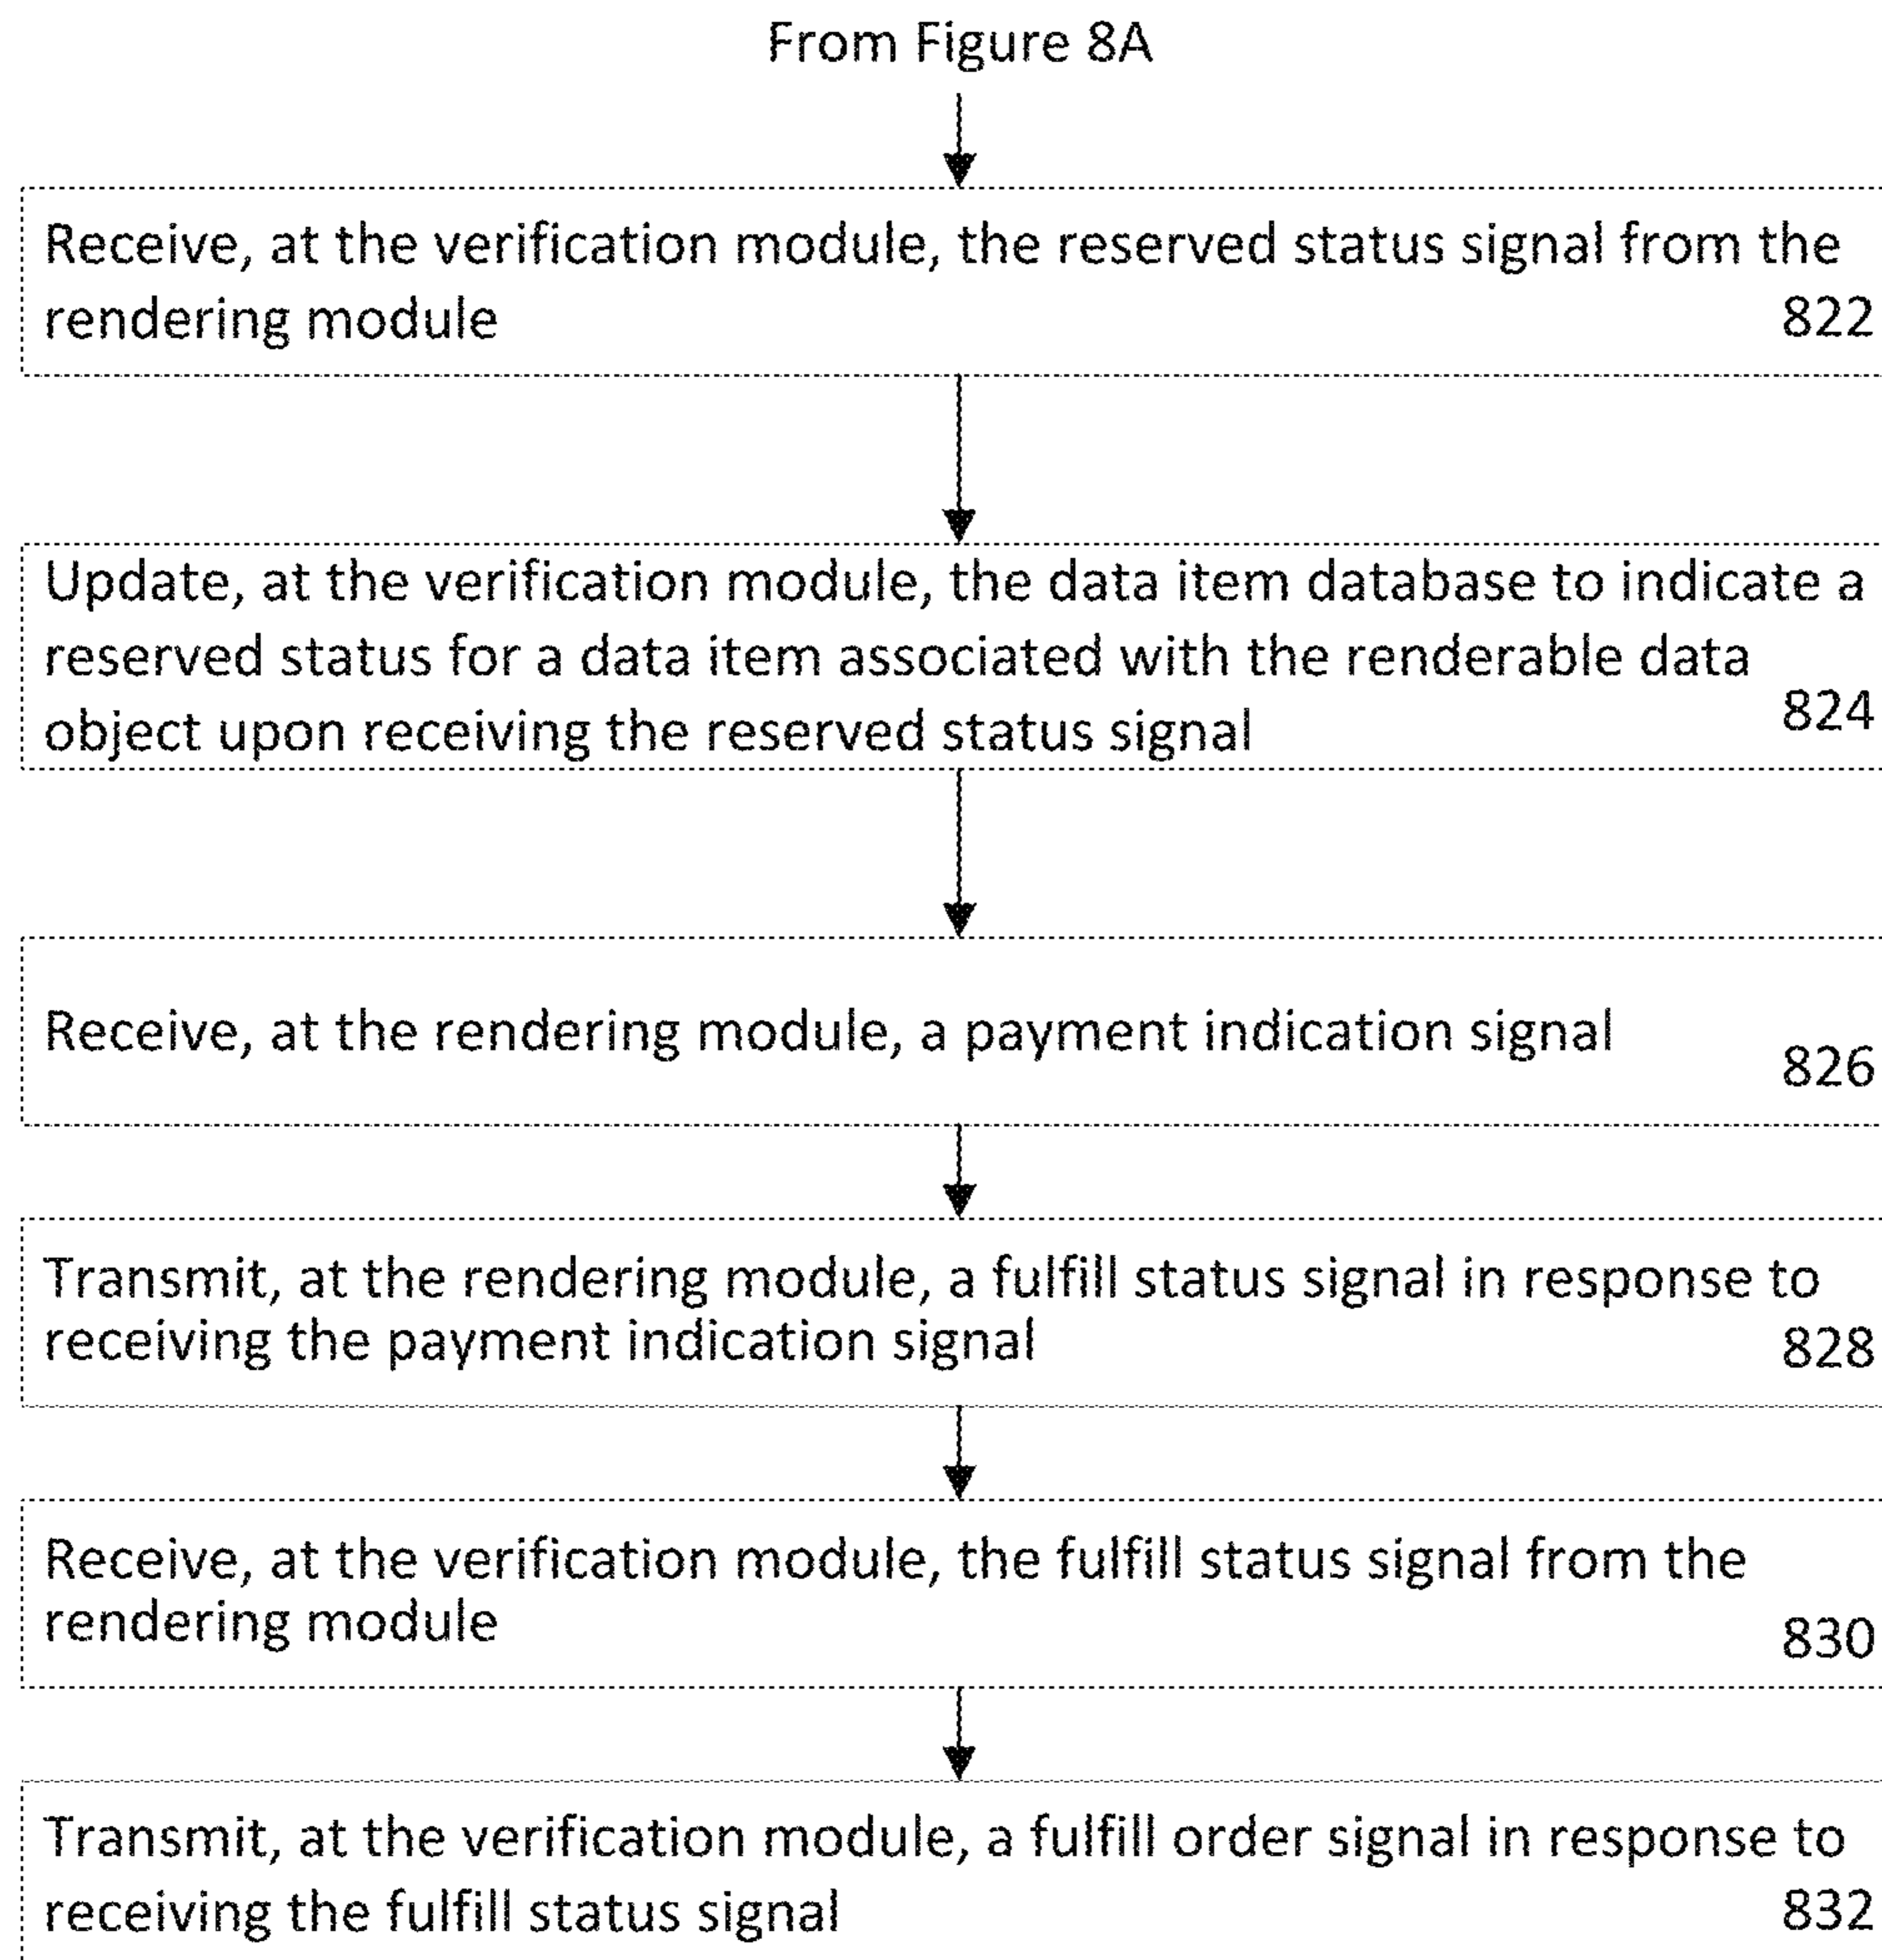 From Figure 8A
Receive, at the verification module, the reserved status signal from the
rendering module
822
Update, at the verification module, the data item database to indicate a
reserved status for a data item associated with the renderable data
object upon receiving the reserved status signal
824
Receive, at the rendering module, a payment indication signal
826
Transmit, at the rendering module, a fulfill status signal in response to
receiving the payment indication signal
828
Receive, at the verification module, the fulfill status signal from the
rendering module
830
Transmit, at the verification module, a fulfill order signal in response to
receiving the fulfill status signal
832